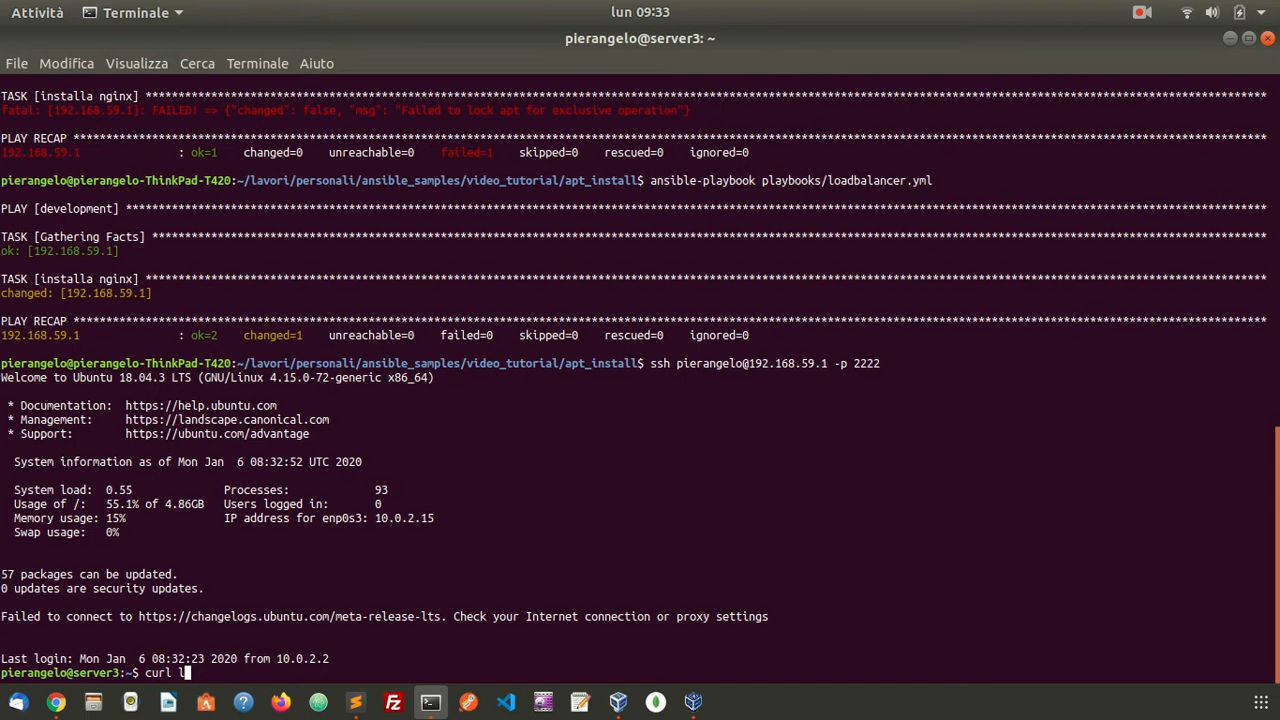 Attività Terminale lun 09:33
pierangelo@server3: ~
File Modifica Visualizza Cerca Terminale Aiuto
TASK [installa nginx] ****************************************************************************************************************************************************************************
fatal: [192.168.59.1]: FAILED! => {"changed": false, "msg": "Failed to lock apt for exclusive operation"}
PLAY RECAP ****************************************************************************************************************************************************************************************
192.168.59.1 : ok=1 changed=0 unreachable=0 failed=1 skipped=0 rescued=0 ignored=0
pierangelo@pierangelo-ThinkPad-T420:~/lavori/personali/ansible_samples/video_tutorial/apt_install$ ansible-playbook playbooks/loadbalancer.yml
PLAY [development] *******************************************************************************************************************************************************************************
TASK [Gathering Facts] ***************************************************************************************************************************************************************************
ok: [192.168.59.1]
TASK [installa nginx] ****************************************************************************************************************************************************************************
changed: [192.168.59.1]
PLAY RECAP ****************************************************************************************************************************************************************************************
192.168.59.1 : ok=2 changed=1 unreachable=0 failed=0 skipped=0 rescued=0 ignored=0
pierangelo@pierangelo-ThinkPad-T420:~/lavori/personali/ansible_samples/video_tutorial/apt_install$ ssh pierangelo@192.168.59.1 -p 2222
Welcome to Ubuntu 18.04.3 LTS (GNU/Linux 4.15.0-72-generic x86_64)
* Documentation: https://help.ubuntu.com
* Management: https://landscape.canonical.com
* Support: https://ubuntu.com/advantage
System information as of Mon Jan 6 08:32:52 UTC 2020
System load: 0.55 Processes: 93
Usage of /: 55.1% of 4.86GB Users logged in: 0
Memory usage: 15% IP address for enp0s3: 10.0.2.15
Swap usage: 0%
57 packages can be updated.
0 updates are security updates.
Failed to connect to https://changelogs.ubuntu.com/meta-release-lts. Check your Internet connection or proxy settings
Last login: Mon Jan 6 08:32:23 2020 from 10.0.2.2
pierangelo@server3:~$ curl l